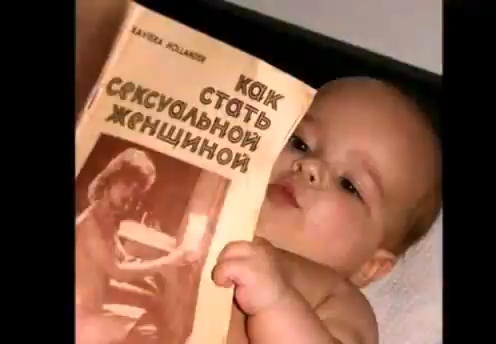 XAVIERA HOLLANDER
как
стать
сексуальной
женщиной